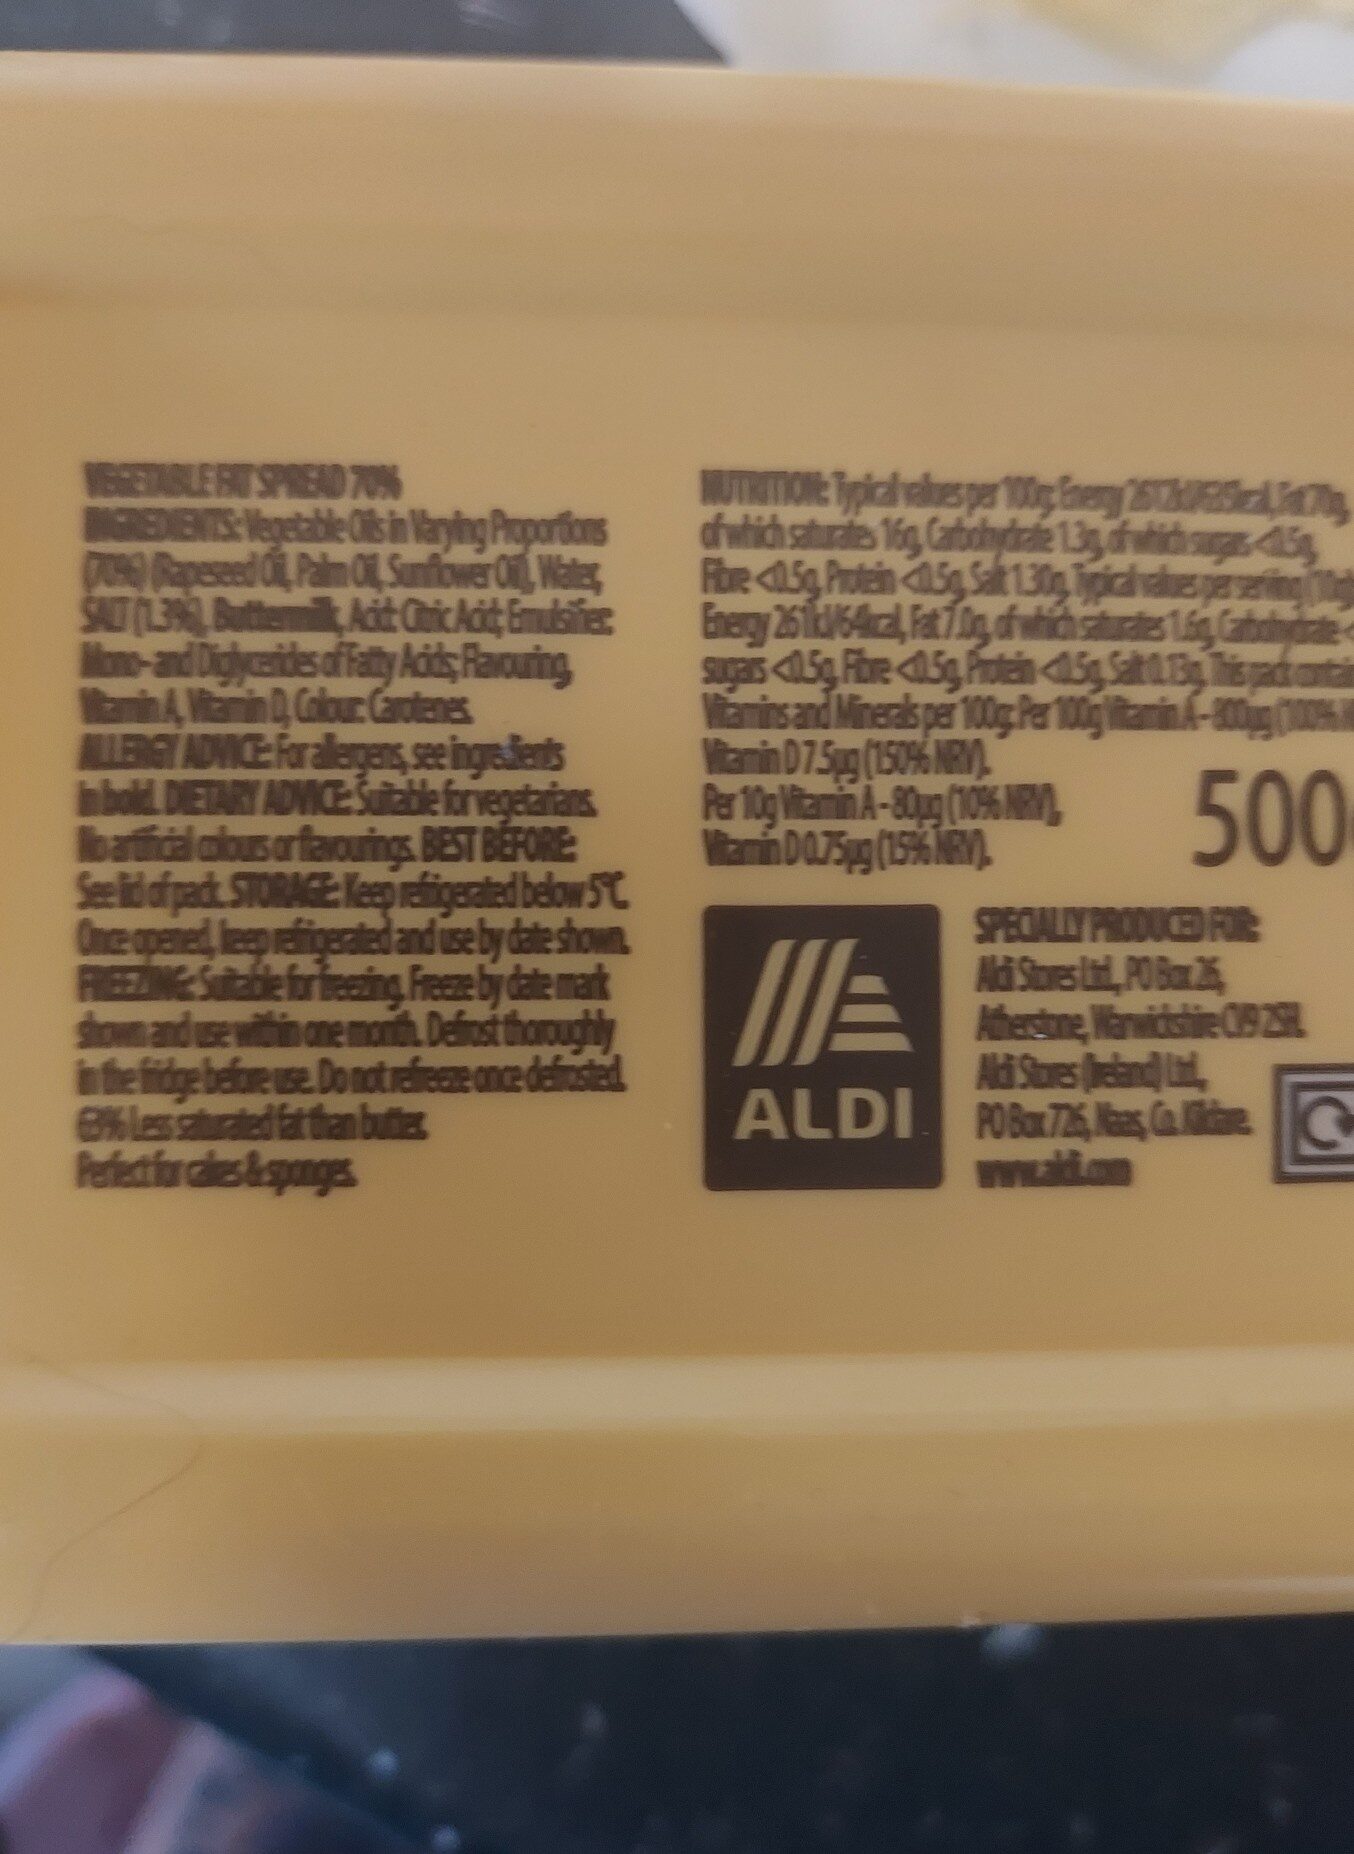 VEGETABLE FAT SPREAD 70%
INGREDIENTS: Vegetable Oils in Varying Proportions
(70%) (Rapeseed Oil, Palm Oil, Sunflower Oil), Water,
SALT (1.3%), Buttermilk, Acid: Citric Acid; Emulsifier:
Mono- and Diglycerides of Fatty Acids; Flavouring,
Vitamin A, Vitamin D, Colour: Carotenes.
ALLERGY ADVICE: For allergens, see ingredients
in bold. DIETARY ADVICE: Suitable for vegetarians.
No artificial colours or flavourings. BEST BEFORE:
See lid of pack. STORAGE: Keep refrigerated below 5°C.
Once opened, keep refrigerated and use by date shown.
FREEZING: Suitable for freezing. Freeze by date mark
shown and use within one month. Defrost thoroughly
in the fridge before use. Do not refreeze once defrosted.
63% Less saturated fat than butter.
Perfect for cakes & sponges.
NUTRITION: Typical values per 100g: Energy 2612kJ/635kcal, Fat 70g,
of which saturates 16g, Carbohydrate 1.3g, of which sugars <0.5g,
Fibre <0.5g, Protein <0.5g, Salt 1.30g, Typical values per serving (10g)
Energy 261kJ/64kcal, Fat 7.0g, of which saturates 1.6g, Carbohydrate <
sugars <0.5g, Fibre <0.5g, Protein <0.5g, Salt 0.13g, This pack contai
Vitamins and Minerals per 100g: Per 100g Vitamin A - 800µg (100% N
Vitamin D 7.5µg (150% NRV).
Per 10g Vitamin A - 80µg (10% NRV),
Vitamin D 0.75µg (15% NRV).
500
ALDI
SPECIALLY PRODUCED FOR:
Aldi Stores Ltd., PO Box 26,
Atherstone, Warwickshire CV9 2SH.
Aldi Stores (Ireland) Ltd.,
PO Box 726, Naas, Co. Kildare.
www.aldi.com